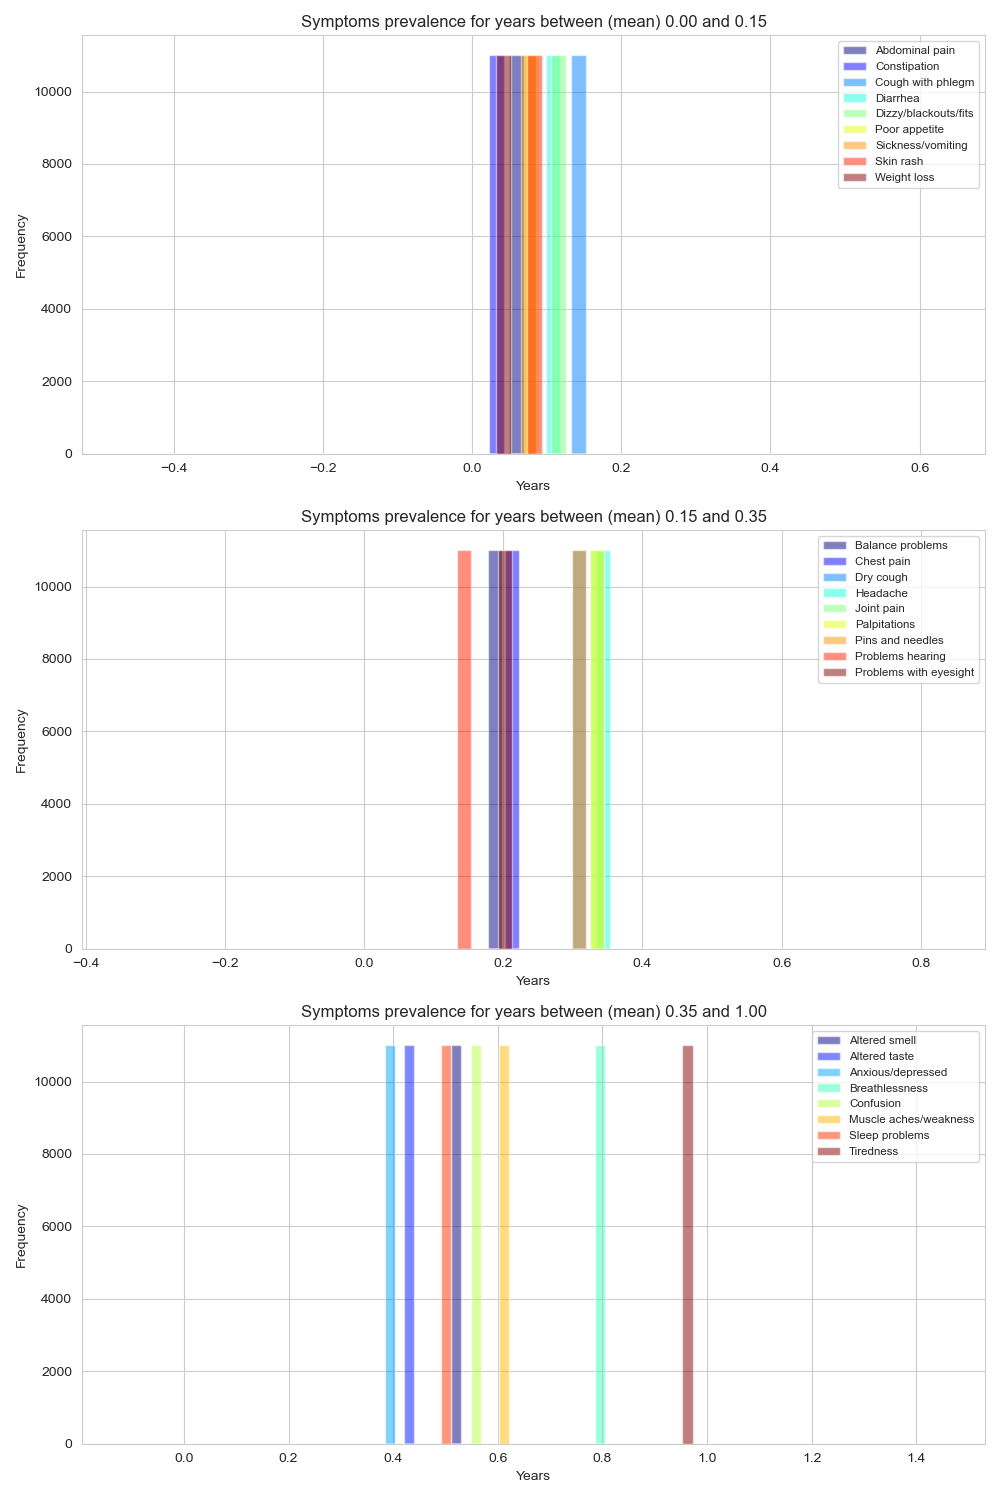 Symptoms prevalence for years between (mean) 0.00 and 0.15
Abdominal pain
Constipation
Cough with phlegm
Diarrhea
Dizzy/blackouts/fits
Poor appetite
Sickness/vomiting
Skin rash
Weight loss
Frequency
10000
8000
6000
4000
2000
0
−0.4 −0.2 0.0 0.2 0.4 0.6
Years
Symptoms prevalence for years between (mean) 0.15 and 0.35
Balance problems
Chest pain
Dry cough
Headache
Joint pain
Palpitations
Pins and needles
Problems hearing
Problems with eyesight
Frequency
10000
8000
6000
4000
2000
0
−0.4 −0.2 0.0 0.2 0.4 0.6 0.8
Years
Symptoms prevalence for years between (mean) 0.35 and 1.00
Altered smell
Altered taste
Anxious/depressed
Breathlessness
Confusion
Muscle aches/weakness
Sleep problems
Tiredness
Frequency
10000
8000
6000
4000
2000
0
0.0 0.2 0.4 0.6 0.8 1.0 1.2 1.4
Years